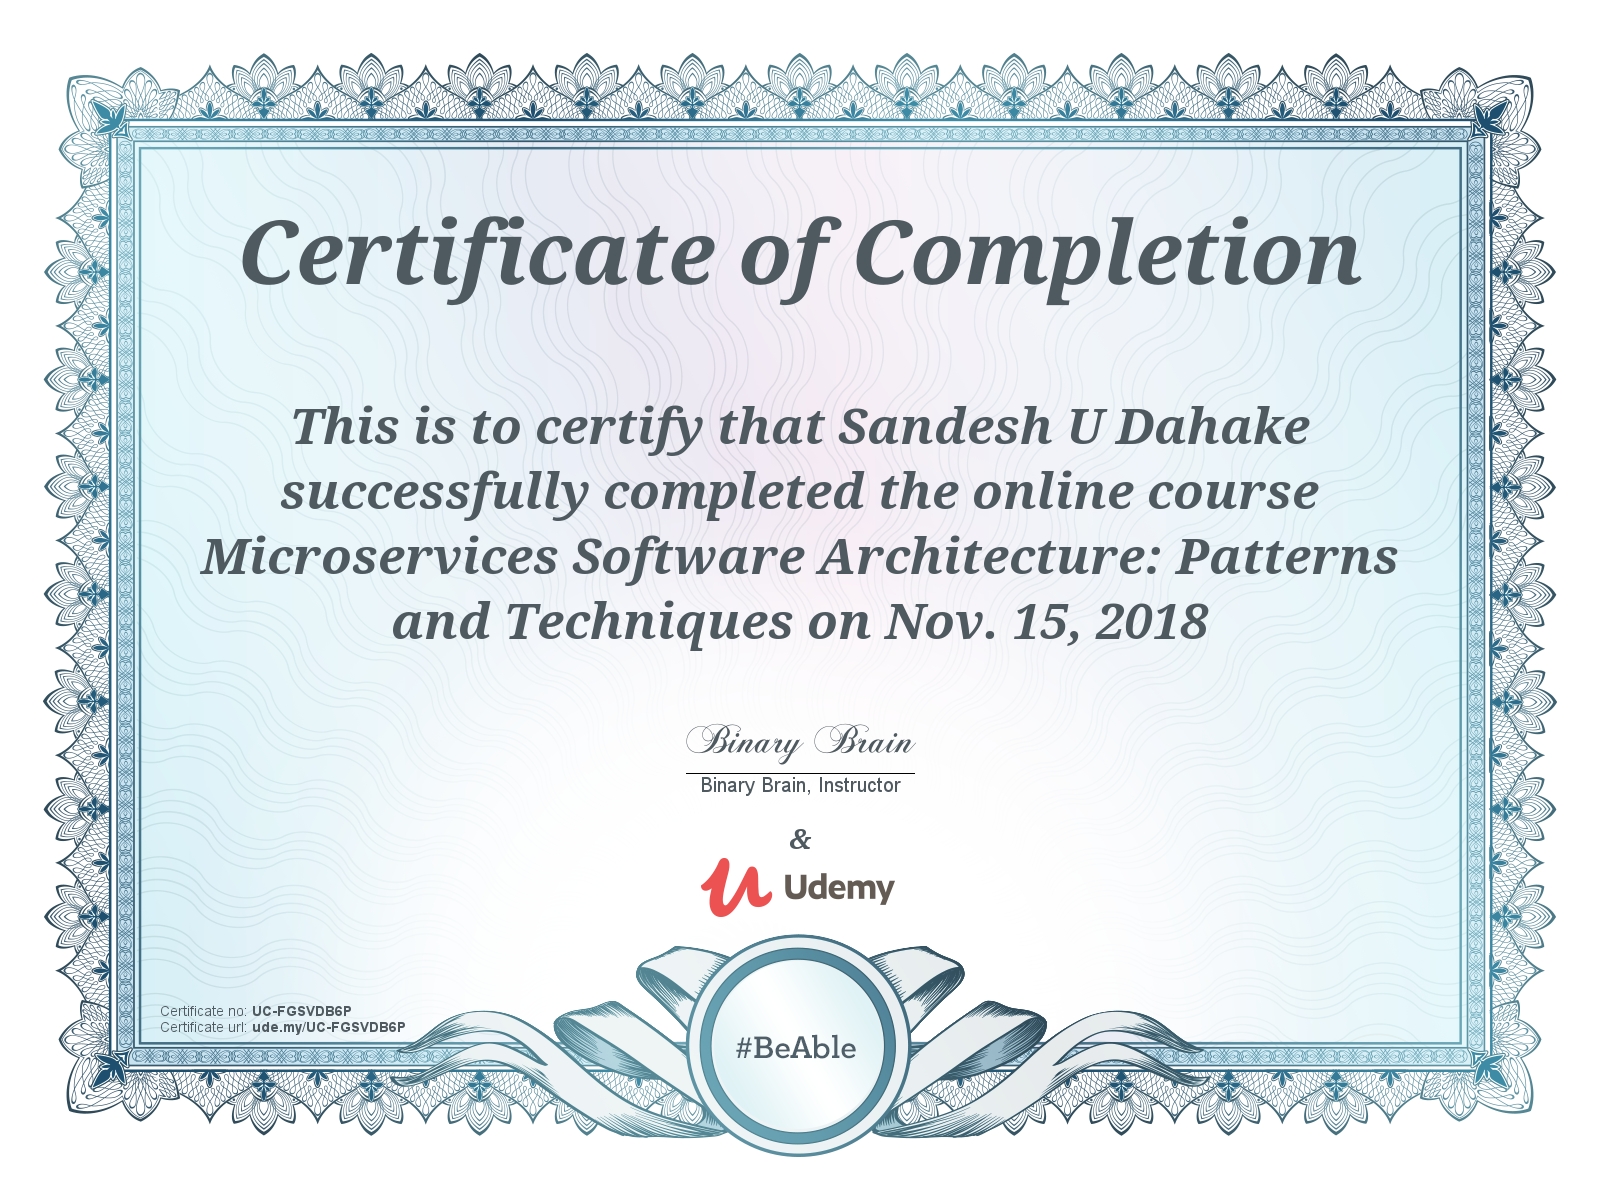 Certificate of Completion
This is to certify that Sandesh U Dahake
successfully completed the online course
Microservices Software Architecture: Patterns
and Techniques on Nov. 15, 2018
Binary Brain
Binary Brain, Instructor
&
Udemy
Certificate no: UC-FGSVDB6P
Certificate url: ude.my/UC-FGSVDB6P
#BeAble